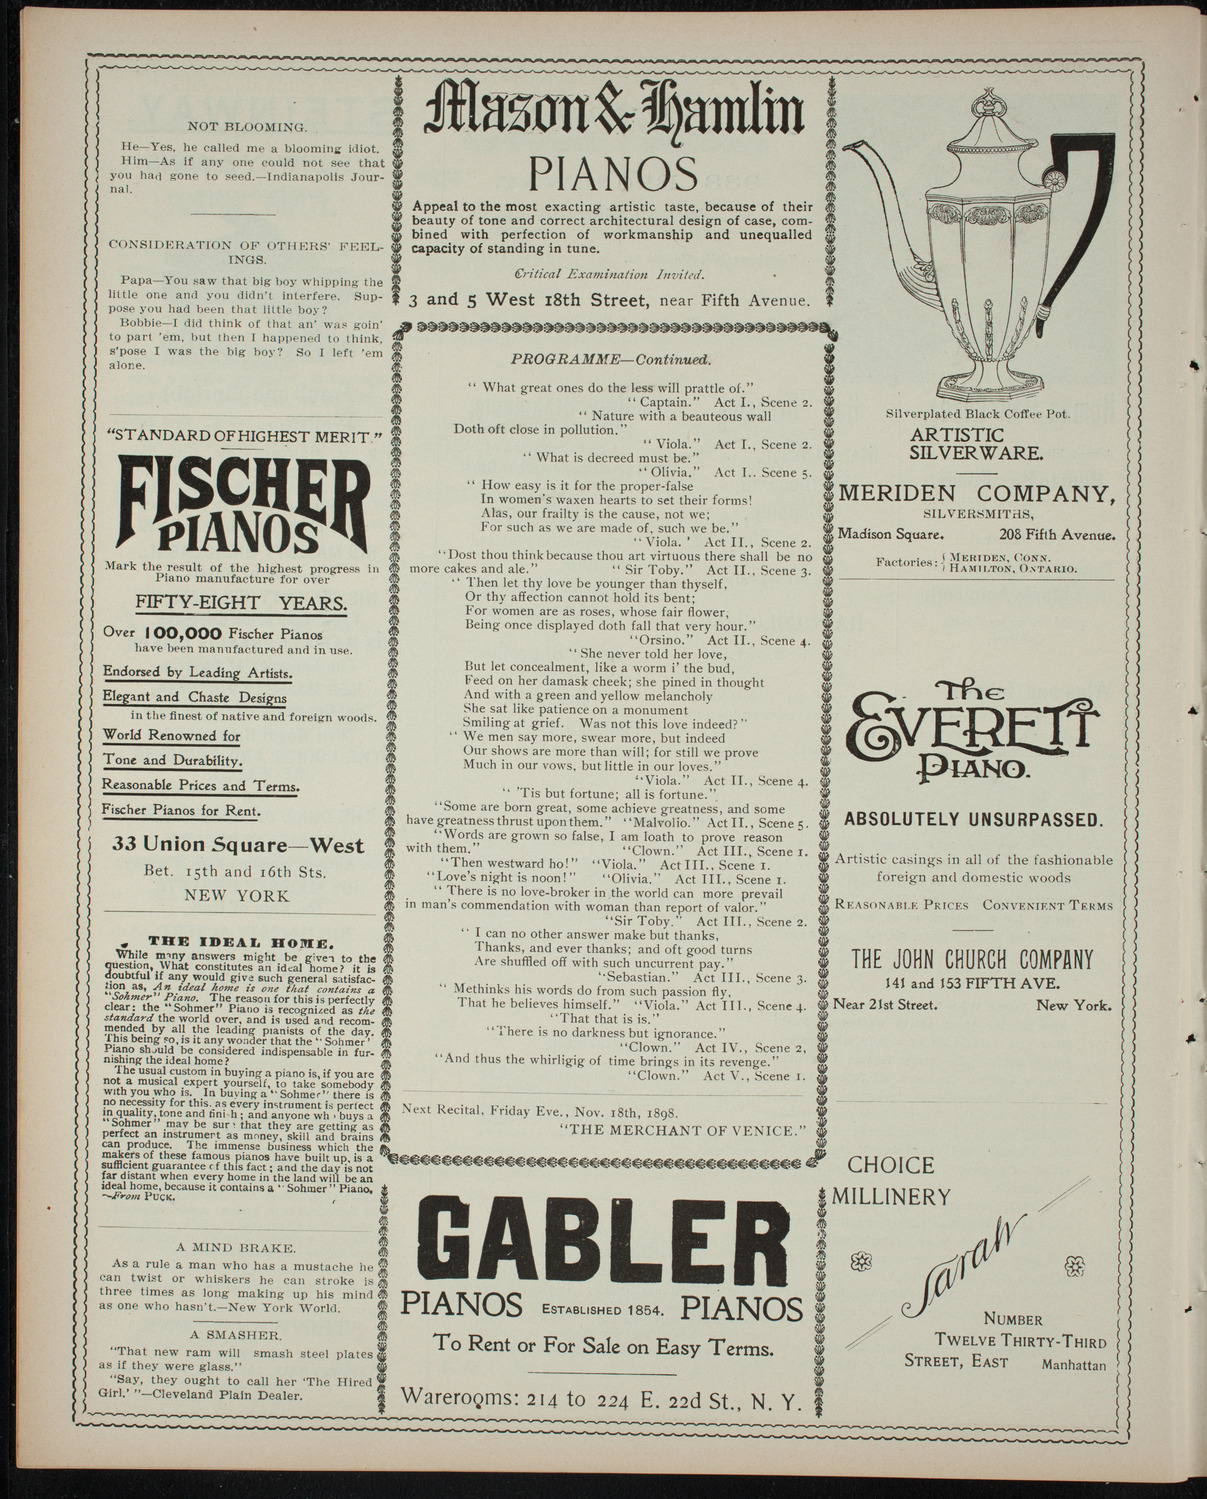 NOT BLOOMING.
He—Yes, he called me a blooming idiot.
Him—As if any one could not see that
you had gone to seed.—Indianapolis Jour-
nal.
CONSIDERATION OF OTHERS' FEEL-
INGS.
Papa—You saw that big boy whipping the
little one and you didn't interfere. Sup-
pose you had been that little boy?
Bobbie—I did think of that an' was goin'
to part 'em, but then I happened to think,
s'pose I was the big boy? So I left 'em
alone.
"STANDARD OF HIGHEST MERIT."
FISCHER
PIANOS
Mark the result of the highest progress in
Piano manufacture for over
FIFTY-EIGHT YEARS.
Over 100,000 Fischer Pianos
have been manufactured and in use.
Endorsed by Leading Artists.
Elegant and Chaste Designs
in the finest of native and foreign woods.
World Renowned for
Tone and Durability.
Reasonable Prices and Terms.
Fischer Pianos for Rent.
33 Union Square—West
Bet. 15th and 16th Sts.
NEW YORK
THE IDEAL HOME.
While many answers might be given to the
question, What constitutes an ideal home? it is
doubtful if any would give such general satisfac-
tion as, An ideal home is one that contains a
"Sohmer" Piano. The reason for this is perfectly
clear: the "Sohmer" Piano is recognized as the
standard the world over, and is used and recom-
mended by all the leading pianists of the day.
This being so, is it any wonder that the "Sohmer"
Piano should be considered indispensable in fur-
nishing the ideal home?
The usual custom in buying a piano is, if you are
not a musical expert yourself, to take somebody
with you who is. In buying a "Sohmer" there is
no necessity for this, as every instrument is perfect
in quality, tone and finish; and anyone who buys a
"Sohmer" may be sure that they are getting as
perfect an instrument as money, skill and brains
can produce. The immense business which the
makers of these famous pianos have built up, is a
sufficient guarantee of this fact; and the day is not
far distant when every home in the land will be an
ideal home, because it contains a "Sohmer" Piano,
—From PUCK.
A MIND BRAKE.
As a rule a man who has a mustache he
can twist or whiskers he can stroke is
three times as long making up his mind
as one who hasn't.—New York World.
A SMASHER.
"That new ram will smash steel plates
as if they were glass."
"Say, they ought to call her 'The Hired
Girl.' "—Cleveland Plain Dealer.
Mason & Hamlin
PIANOS
Appeal to the most exacting artistic taste, because of their
beauty of tone and correct architectural design of case, com-
bined with perfection of workmanship and unequalled
capacity of standing in tune.
Critical Examination Invited.
3 and 5 West 18th Street, near Fifth Avenue.
PROGRAMME—Continued.
" What great ones do the less will prattle of."
" Captain." Act I., Scene 2.
" Nature with a beauteous wall
Doth oft close in pollution."
" Viola." Act I., Scene 2.
" What is decreed must be."
" Olivia." Act I.. Scene 5.
" How easy is it for the proper-false
In women's waxen hearts to set their forms!
Alas, our frailty is the cause, not we;
For such as we are made of, such we be."
" Viola. ' Act II., Scene 2.
"Dost thou think because thou art virtuous there shall be no
more cakes and ale." " Sir Toby." Act II., Scene 3.
" Then let thy love be younger than thyself,
Or thy affection cannot hold its bent;
For women are as roses, whose fair flower,
Being once displayed doth fall that very hour."
"Orsino." Act II., Scene 4.
" She never told her love,
But let concealment, like a worm i' the bud,
Feed on her damask cheek; she pined in thought
And with a green and yellow melancholy
She sat like patience on a monument
Smiling at grief. Was not this love indeed?"
" We men say more, swear more, but indeed
Our shows are more than will; for still we prove
Much in our vows, but little in our loves."
"Viola." Act II., Scene 4.
" 'Tis but fortune; all is fortune."
"Some are born great, some achieve greatness, and some
have greatness thrust upon them." "Malvolio." Act II., Scene 5.
"Words are grown so false, I am loath to prove reason
with them." "Clown." Act III., Scene 1.
"Then westward ho!" "Viola." Act III., Scene 1.
"Love's night is noon!" "Olivia." Act III., Scene 1.
" There is no love-broker in the world can more prevail
in man's commendation with woman than report of valor."
"Sir Toby." Act III., Scene 2.
" I can no other answer make but thanks,
Thanks, and ever thanks; and oft good turns
Are shuffled off with such uncurrent pay."
"Sebastian." Act III., Scene 3.
" Methinks his words do from such passion fly,
That he believes himself." "Viola." Act III., Scene 4.
"That that is is."
"There is no darkness but ignorance."
"Clown." Act IV., Scene 2,
"And thus the whirligig of time brings in its revenge."
"Clown." Act V., Scene 1.
Next Recital, Friday Eve., Nov. 18th, 1898.
"THE MERCHANT OF VENICE."
GABLER
PIANOS ESTABLISHED 1854. PIANOS
To Rent or For Sale on Easy Terms.
Warerooms: 214 to 224 E. 22d St., N. Y.
Silverplated Black Coffee Pot.
ARTISTIC
SILVERWARE.
MERIDEN COMPANY,
SILVERSMITHS,
Madison Square. 208 Fifth Avenue.
Factories: { MERIDEN, CONN.
HAMILTON, ONTARIO.
The
EVERETT
PIANO.
ABSOLUTELY UNSURPASSED.
Artistic casings in all of the fashionable
foreign and domestic woods
REASONABLE PRICES CONVENIENT TERMS
THE JOHN CHURCH COMPANY
141 and 153 FIFTH AVE.
Near 21st Street. New York.
CHOICE
MILLINERY
Sarah
NUMBER
TWELVE THIRTY-THIRD
STREET, EAST Manhattan